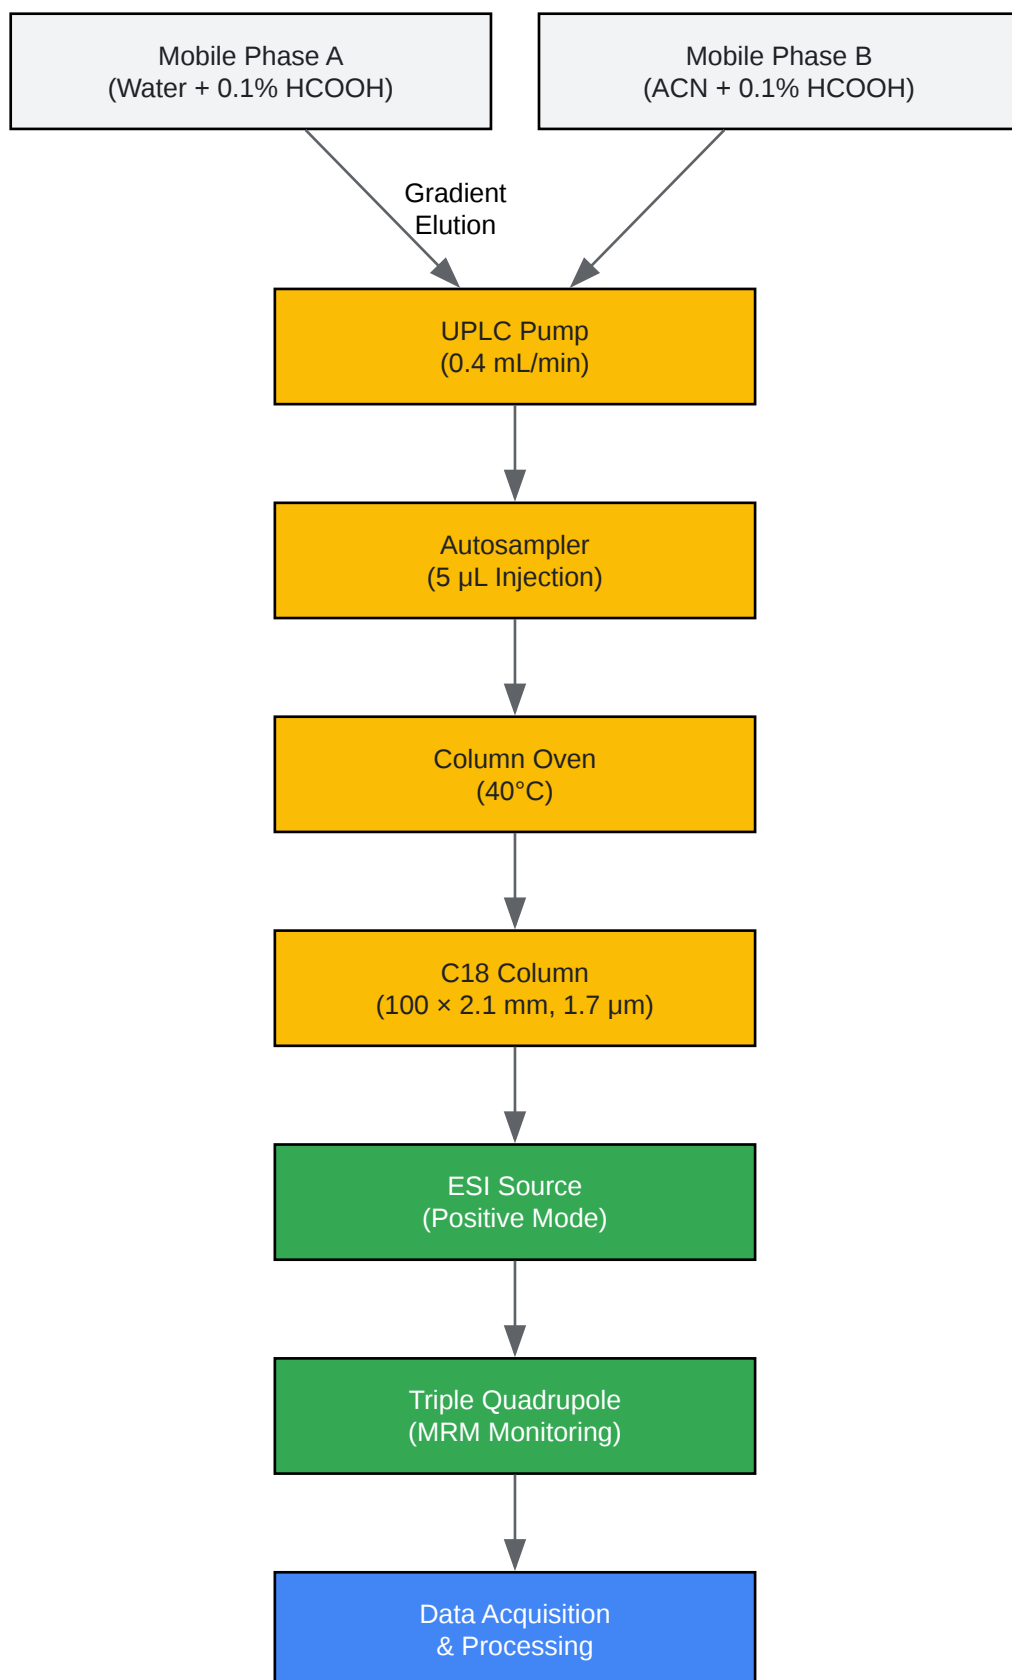 Mobile Phase A
(Water + 0.1% HCOOH)
Mobile Phase B
(ACN + 0.1% HCOOH)
Gradient
Elution
UPLC Pump
(0.4 mL/min)
Autosampler
(5 μL Injection)
Column Oven
(40°C)
C18 Column
(100 × 2.1 mm, 1.7 μm)
ESI Source
(Positive Mode)
Triple Quadrupole
(MRM Monitoring)
Data Acquisition
& Processing